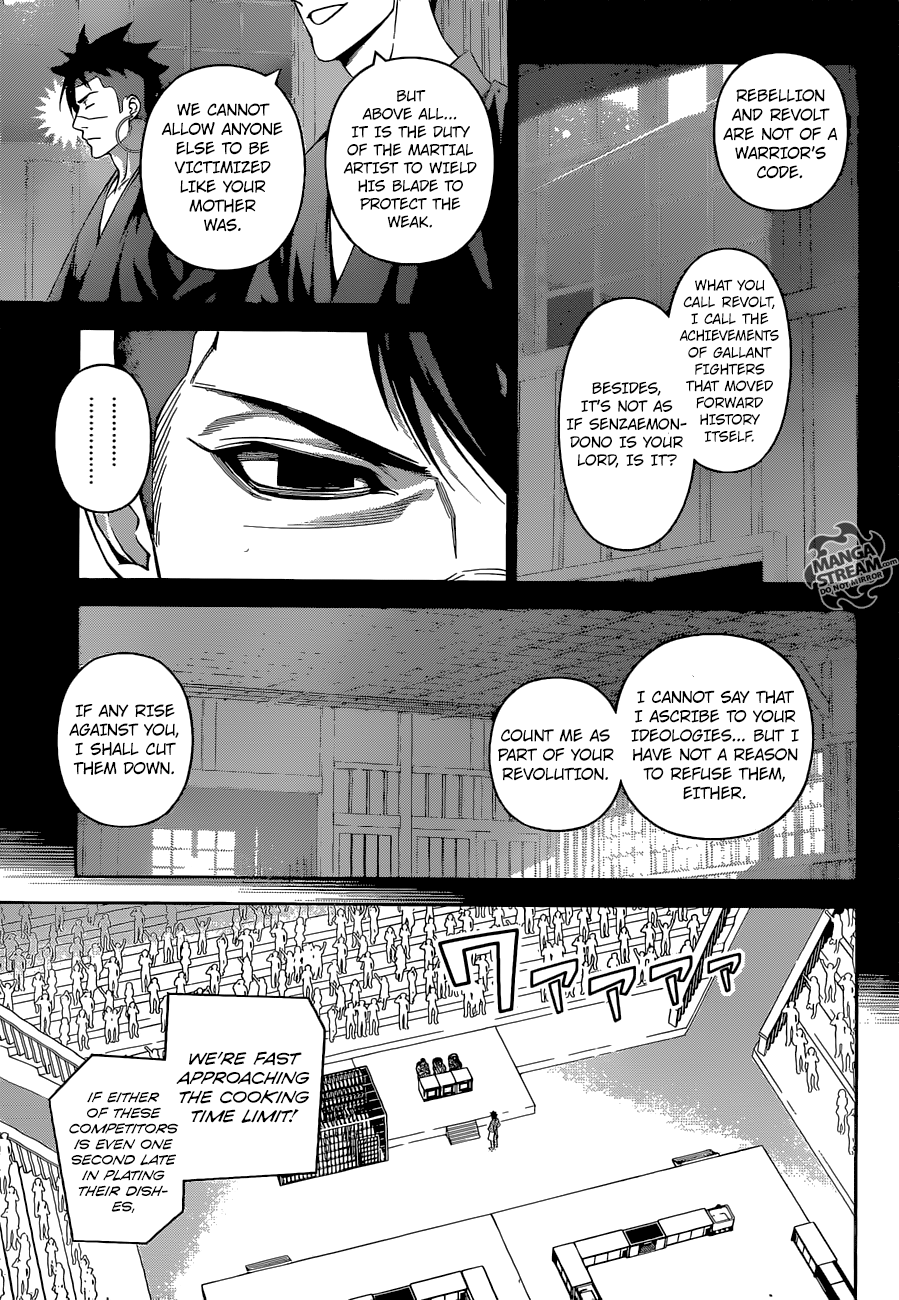 REBELLION
AND REVOLT
ARE NOT OF A
WARRIOR'S
CODE.
WHAT YOU
CALL REVOLT,
I CALL THE
ACHIEVEMENTS
OF GALLANT
FIGHTERS
THAT MOVED
FORWARD
HISTORY
ITSELF.
BESIDES,
IT'S NOT AS
IF SENZAEMON-
DONO IS YOUR
LORD, IS IT?
BUT
ABOVE ALL...
IT IS THE DUTY
OF THE MARTIAL
ARTIST TO WIELD
HIS BLADE TO
PROTECT THE
WEAK.
WE CANNOT
ALLOW ANYONE
ELSE TO BE
VICTIMIZED
LIKE YOUR
MOTHER
WAS.
.........
.........
MANGA
STREAM.com
DO NOT MIRROR
I CANNOT SAY THAT
I ASCRIBE TO YOUR
IDEOLOGIES... BUT I
HAVE NOT A REASON
TO REFUSE THEM,
EITHER.
COUNT ME AS
PART OF YOUR
REVOLUTION.
IF ANY RISE
AGAINST YOU,
I SHALL CUT
THEM DOWN.
ワァァァァ
WE'RE FAST
APPROACHING
THE COOKING
TIME LIMIT!
IF EITHER
OF THESE
COMPETITORS
IS EVEN ONE
SECOND LATE
IN PLATING
THEIR DISH-
ES,